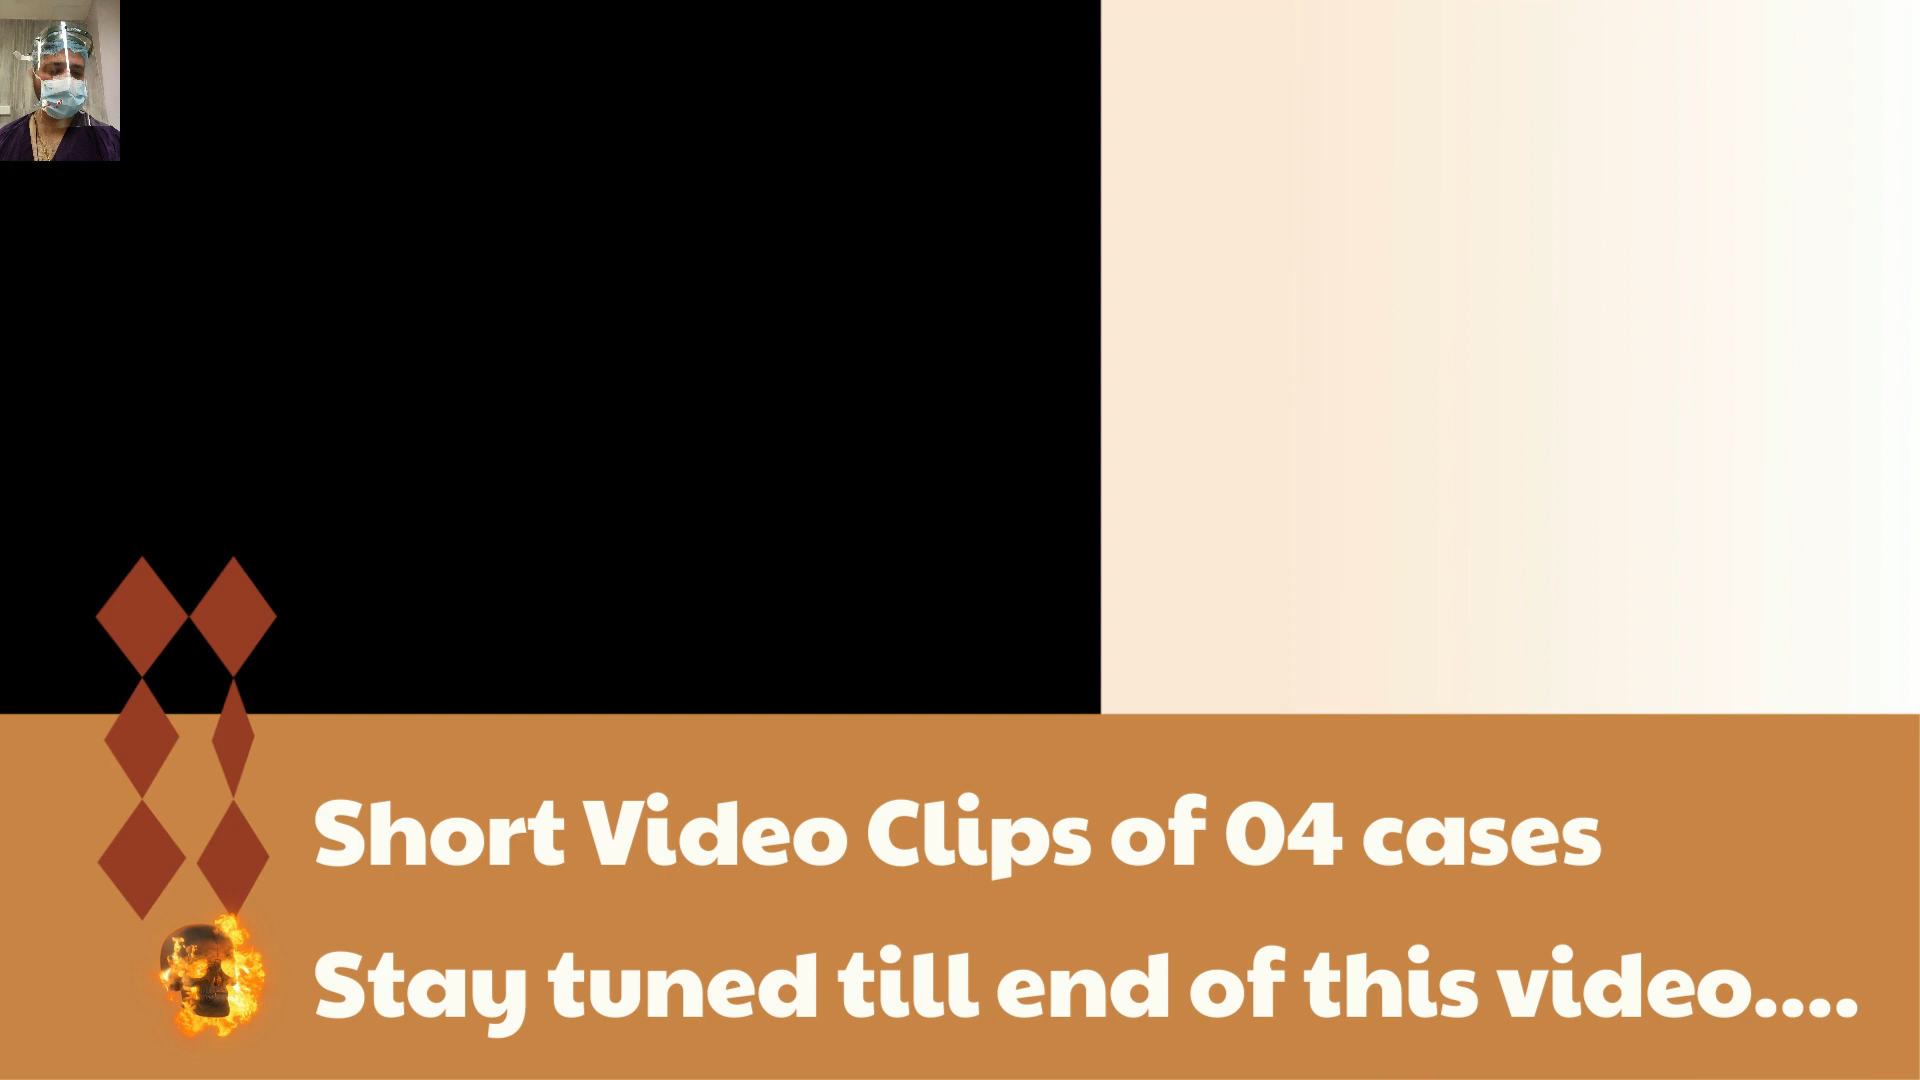 Short Video Clips of 04 cases
Stay tuned till end of this video....